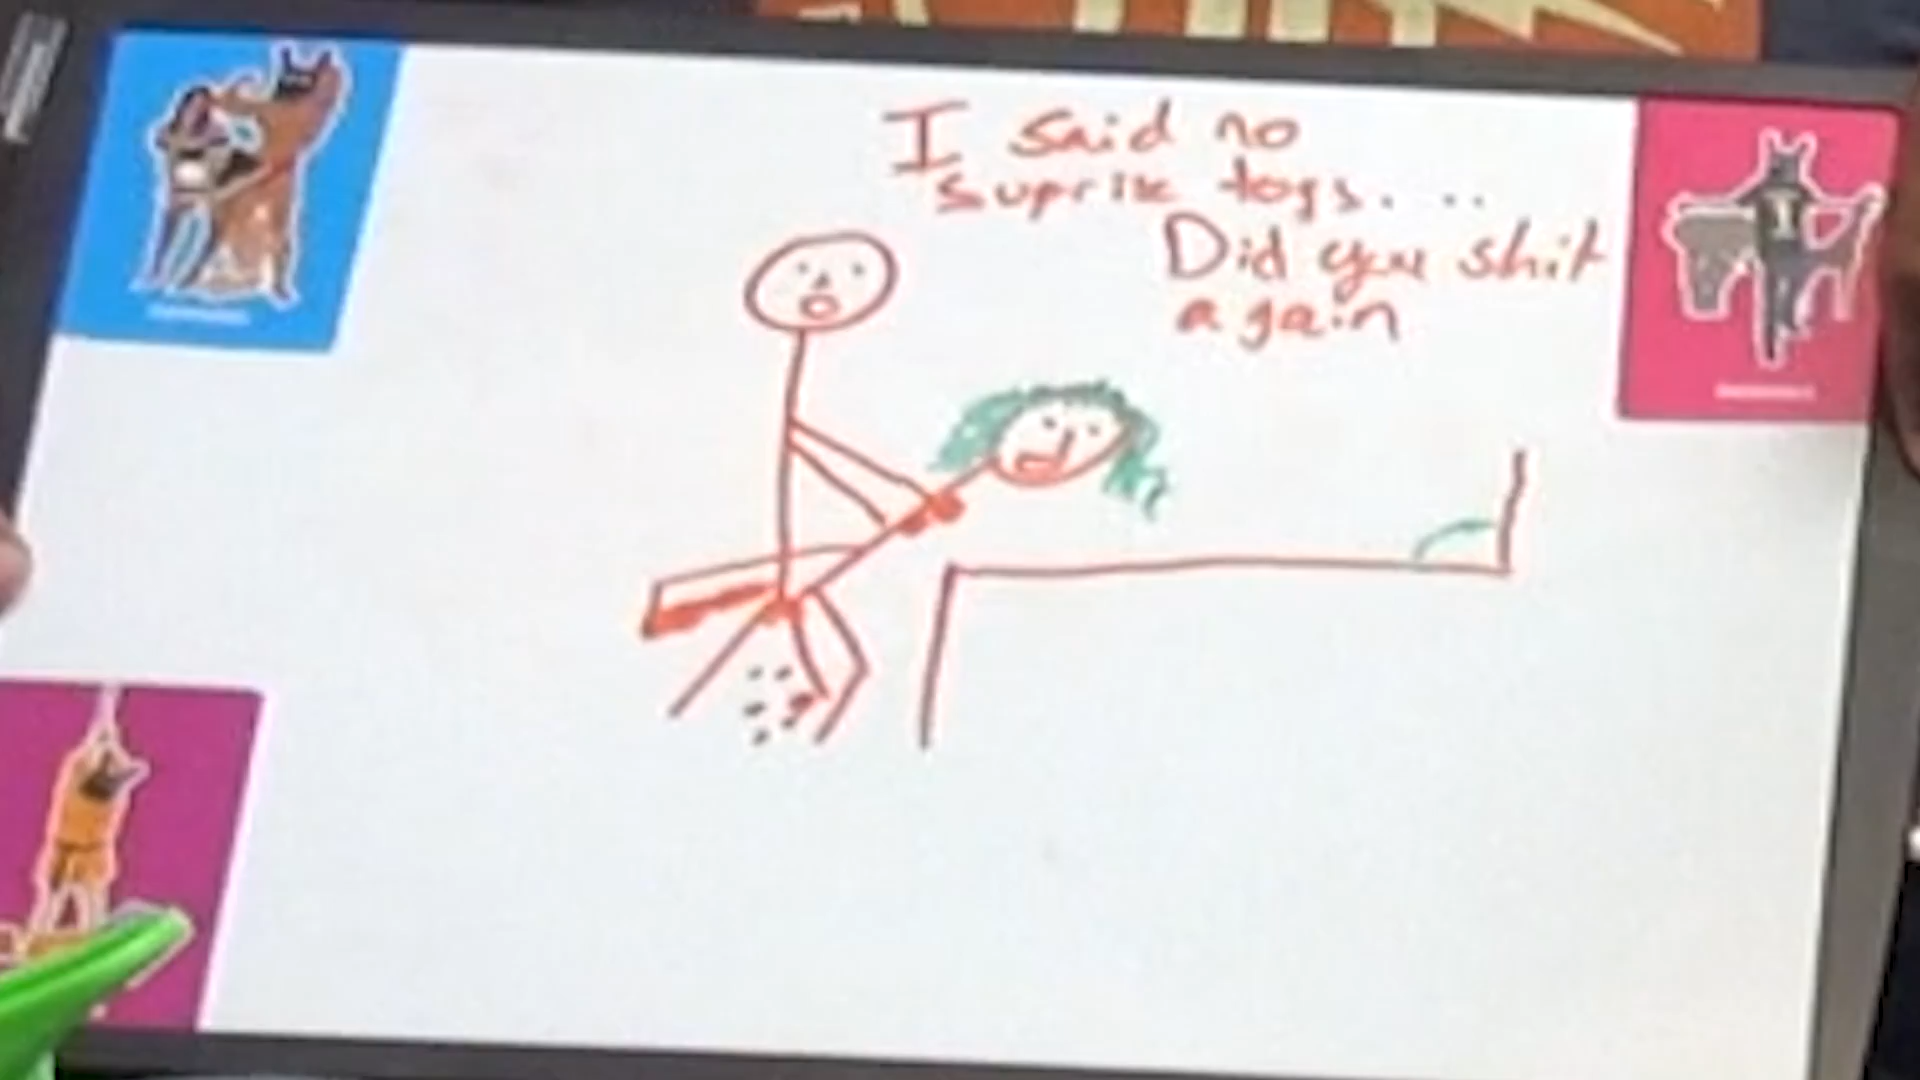 I said no
suprise toys. . . .
Did you shit
again